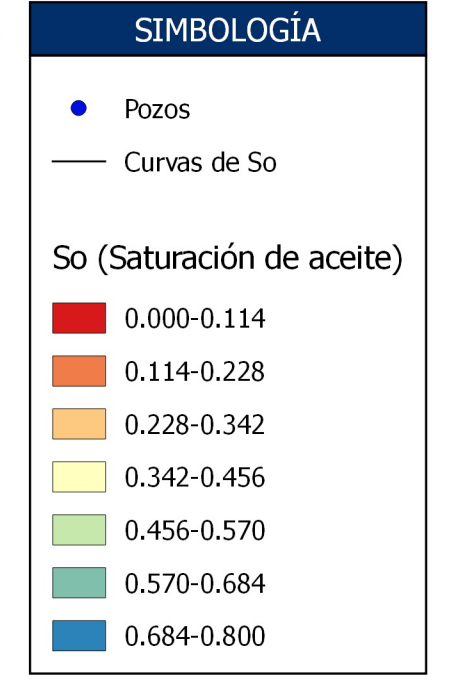 SIMBOLOGÍA
Pozos
Curvas de So
So (Saturación de aceite)
0.000-0.114
0.114-0.228
0.228-0.342
0.342-0.456
0.456-0.570
0.570-0.684
0.684-0.800